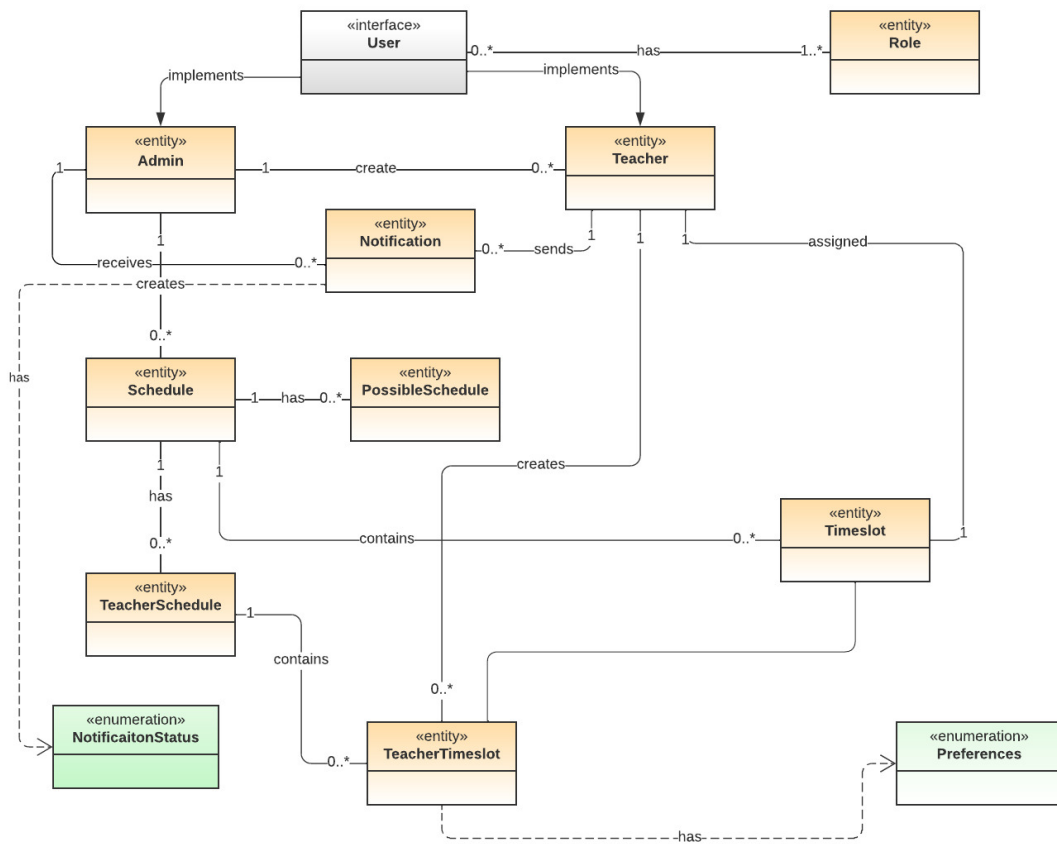 «interface»
User
0..*
has
1..*
«entity»
Role
implements
implements
«entity»
Admin
1
1
create
0..*
«entity»
Teacher
1
«entity»
Notification
0..*
sends
1
1
1
assigned
receives
0..*
creates
0..*
has
«entity»
Schedule
1
has
0..*
«entity»
PossibleSchedule
1
1
creates
has
«entity»
Timeslot
1
contains
0..*
0..*
«entity»
TeacherSchedule
1
contains
0..*
«enumeration»
NotificaitonStatus
0..*
«entity»
TeacherTimeslot
«enumeration»
Preferences
has